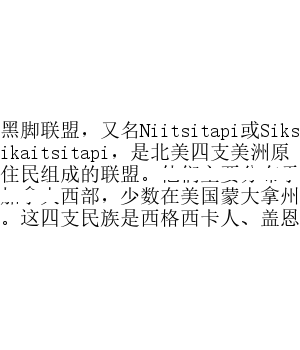 黑脚联盟，又名Niitsitapi或Siks
ikaitsitapi，是北美四支美洲原
住民组成的联盟。
西部，少数在美国蒙大拿州
。这四支民族是西格西卡人、盖恩